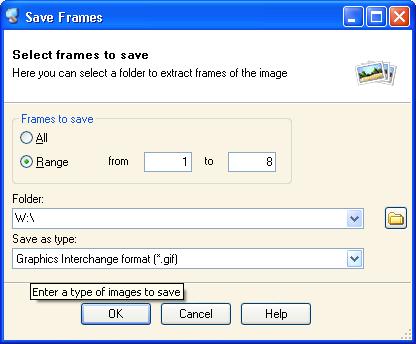 Save Frames
Select frames to save
Here you can select a folder to extract frames of the image
Frames to save
All
Range from 1 to 8
Folder:
W:\
Save as type:
Graphics Interchange format (*.gif)
Enter a type of images to save
OK Cancel Help